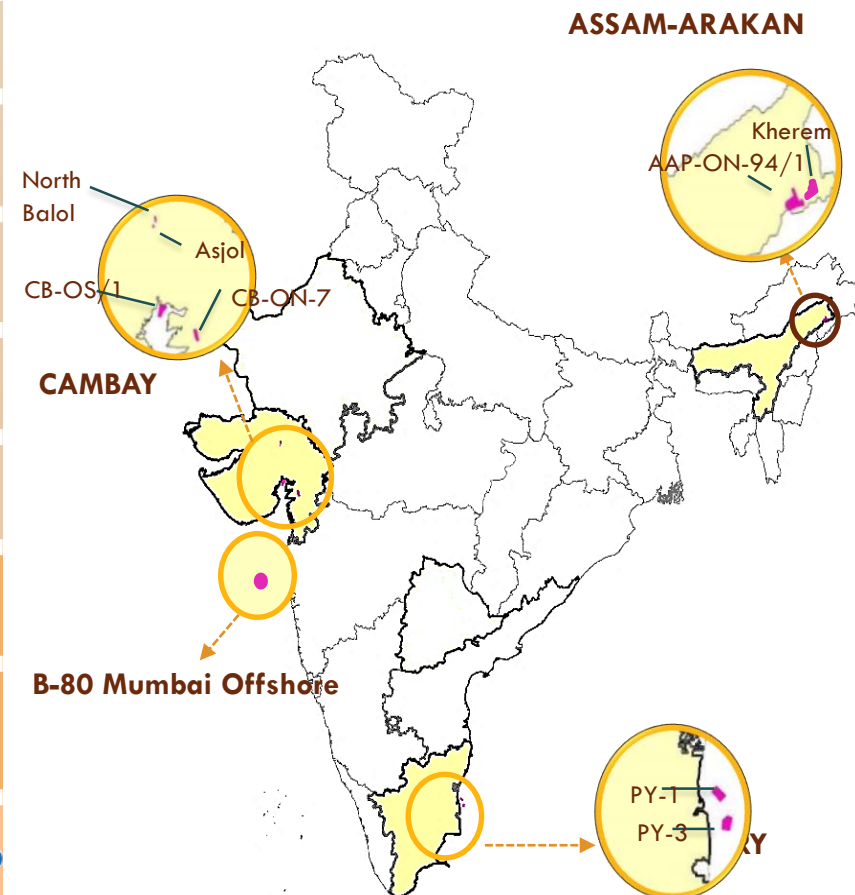 ASSAM-ARAKAN
Kherem
AAP-ON-94/1
North
Balol
Asjol
CB-OS/1
CB-ON-7
CAMBAY
B-80 Mumbai Offshore
PY-1
PY-3
RY